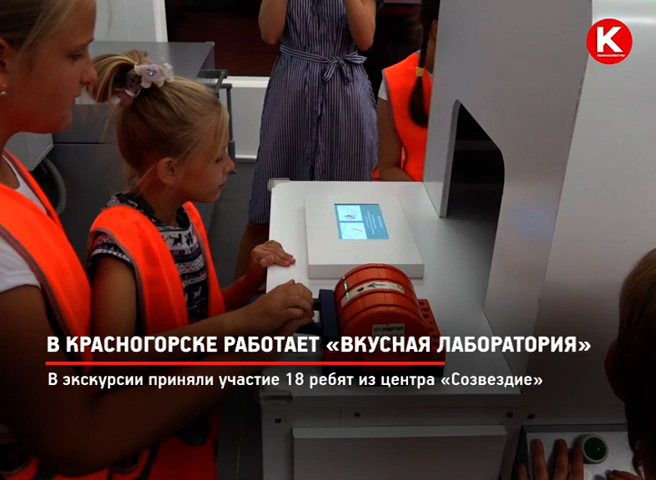 К
В КРАСНОГОРСКЕ РАБОТАЕТ «ВКУСНАЯ ЛАБОРАТОРИЯ»
В экскурсии приняли участие 18 ребят из центра «Созвездие»